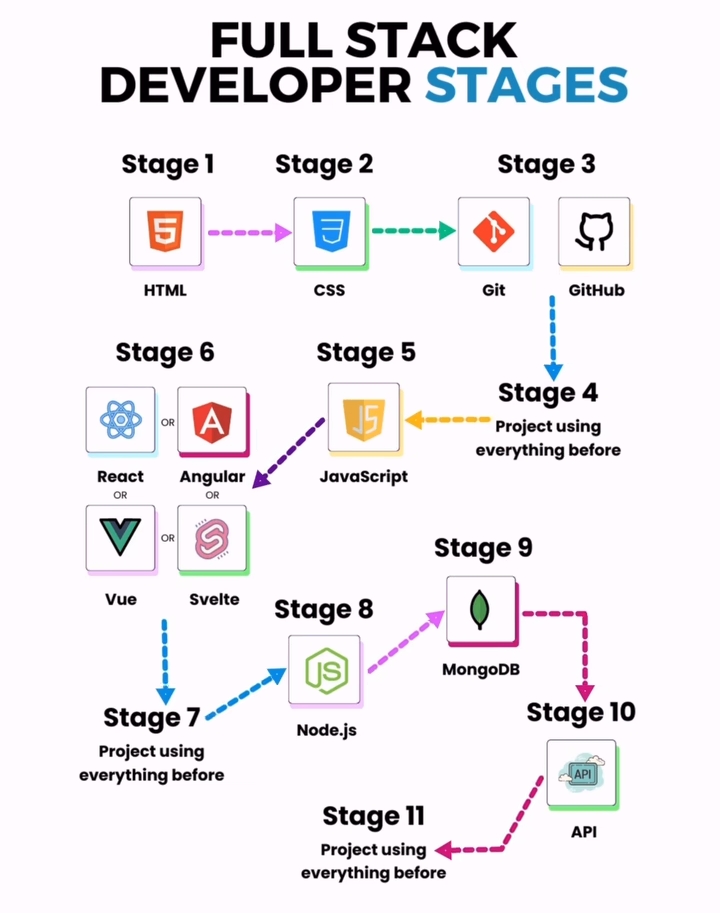 FULL STACK
DEVELOPER STAGES
Stage 1
HTML
Stage 2
CSS
Stage 3
Git
GitHub
Stage 4
Project using
everything before
Stage 5
JS
JavaScript
Stage 6
React
OR
Angular
OR
OR
Vue
OR
Svelte
Stage 7
Project using
everything before
Stage 8
JS
Node.js
Stage 9
MongoDB
Stage 10
API
API
Stage 11
Project using
everything before